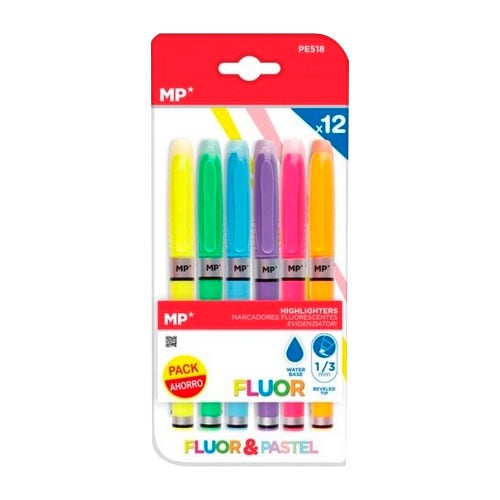 PE518
MP*
x12
MP* MP* MP* MP* MP* MP*
MP*
HIGHLIGHTERS
MARCADORES FLUORESCENTES
EVIDENZIATORI
WATER
BASE
1/3
mm
BEVELED
TIP
PACK
AHORRO
FLUOR
FLUOR & PASTEL